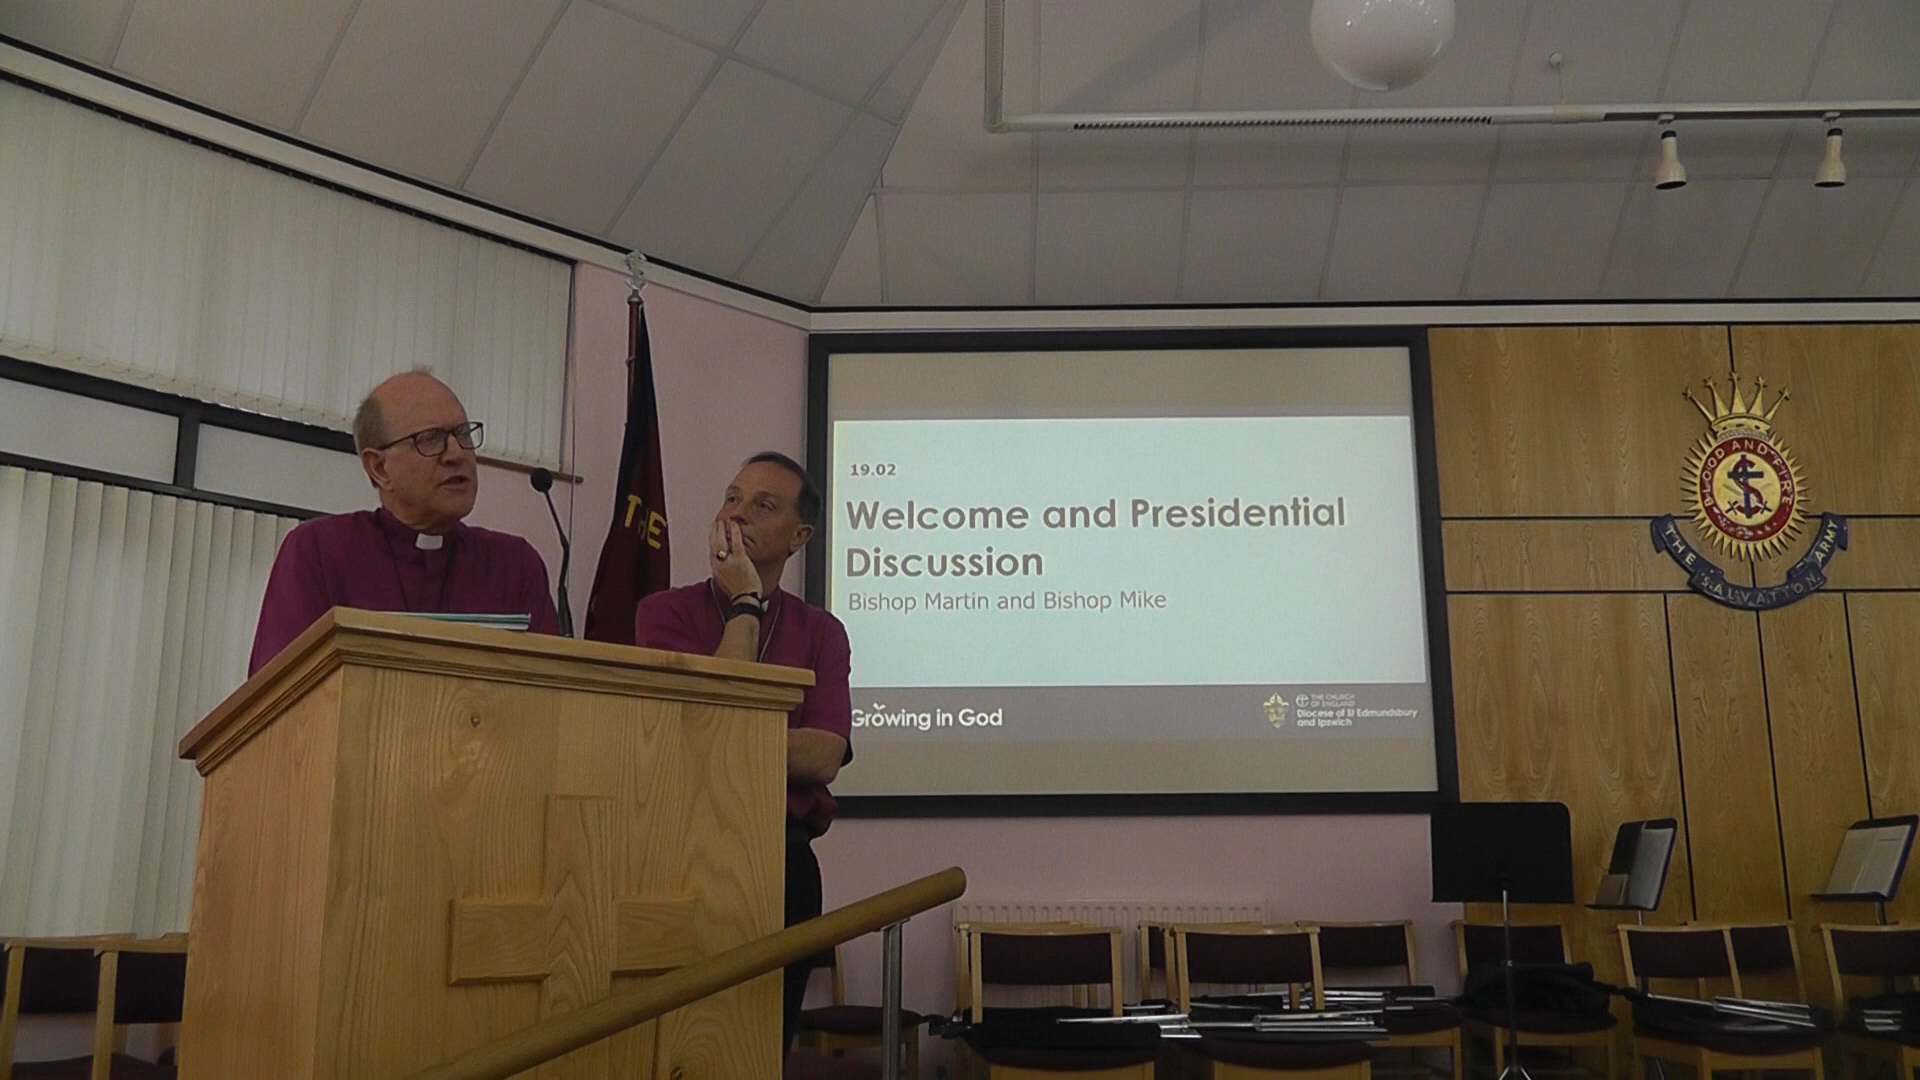 19.02
Welcome and Presidential
Discussion
Bishop Martin and Bishop Mike
Growing in God
THE CHURCH
OF ENGLAND
Diocese of St Edmundsbury
and Ipswich
THE
BLOOD AND FIRE
S
THE SALVATION ARMY